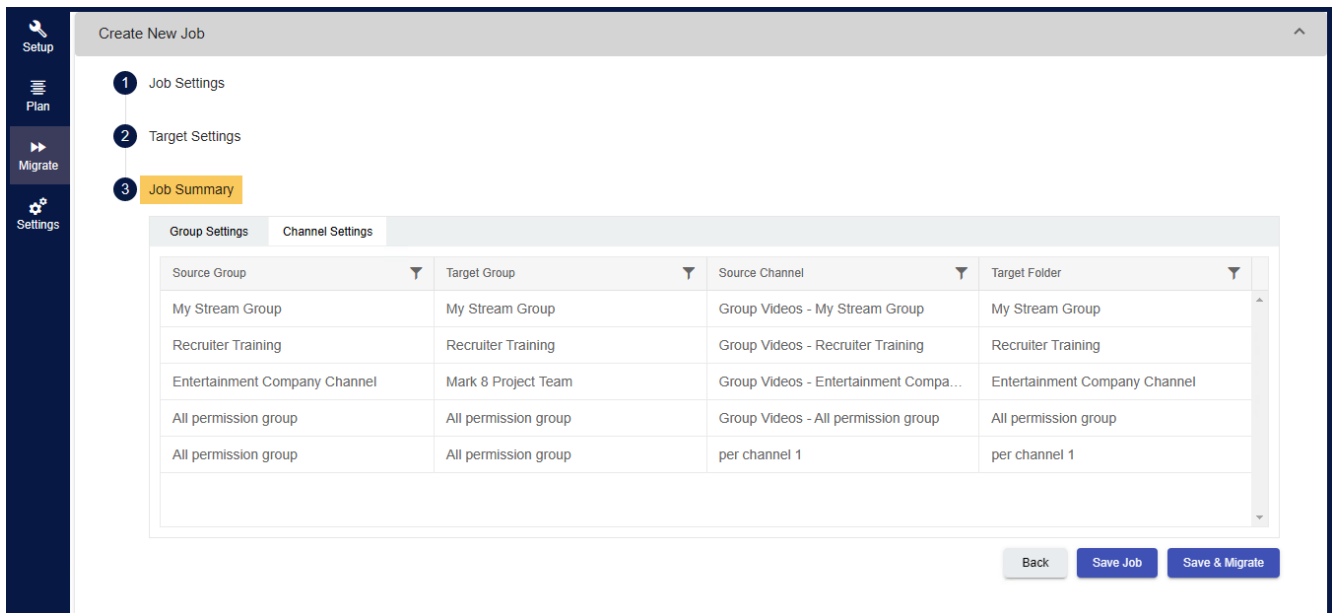 Setup
Plan
Migrate
Settings
Create New Job
1 Job Settings
2 Target Settings
3 Job Summary
Group Settings Channel Settings
Source Group Target Group Source Channel Target Folder
My Stream Group My Stream Group Group Videos - My Stream Group My Stream Group
Recruiter Training Recruiter Training Group Videos - Recruiter Training Recruiter Training
Entertainment Company Channel Mark 8 Project Team Group Videos - Entertainment Compa... Entertainment Company Channel
All permission group All permission group Group Videos - All permission group All permission group
All permission group All permission group per channel 1 per channel 1
Back Save Job Save & Migrate